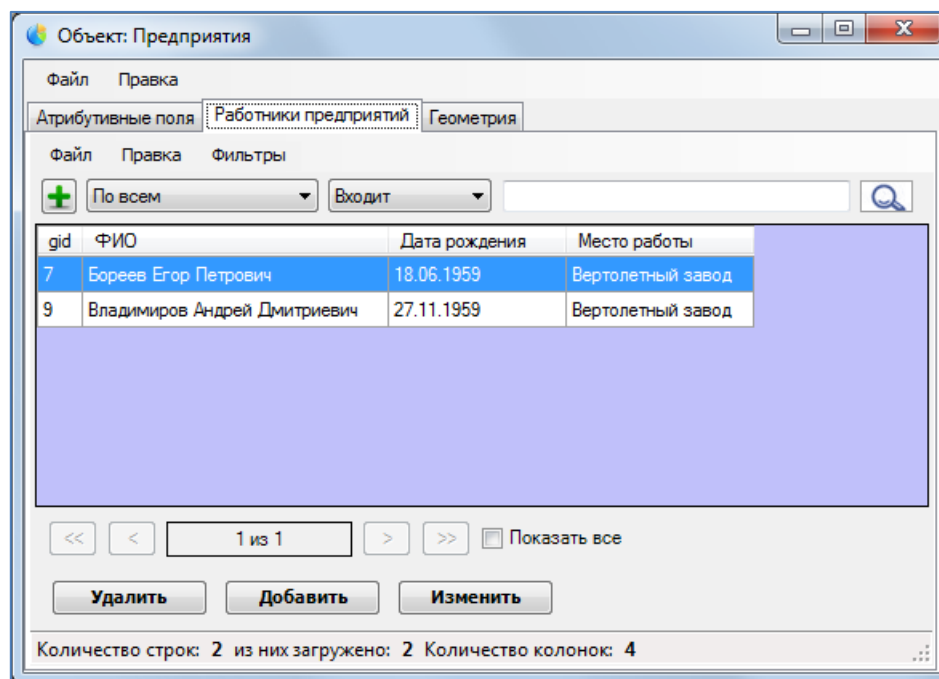 Объект: Предприятия
Файл Правка
Атрибутивные поля Работники предприятий Геометрия
Файл Правка Фильтры
По всем Входит
gid ФИО Дата рождения Место работы
7 Бореев Егор Петрович 18.06.1959 Вертолетный завод
9 Владимиров Андрей Дмитриевич 27.11.1959 Вертолетный завод
<< < 1 из 1 > >> Показать все
Удалить Добавить Изменить
Количество строк: 2 из них загружено: 2 Количество колонок: 4